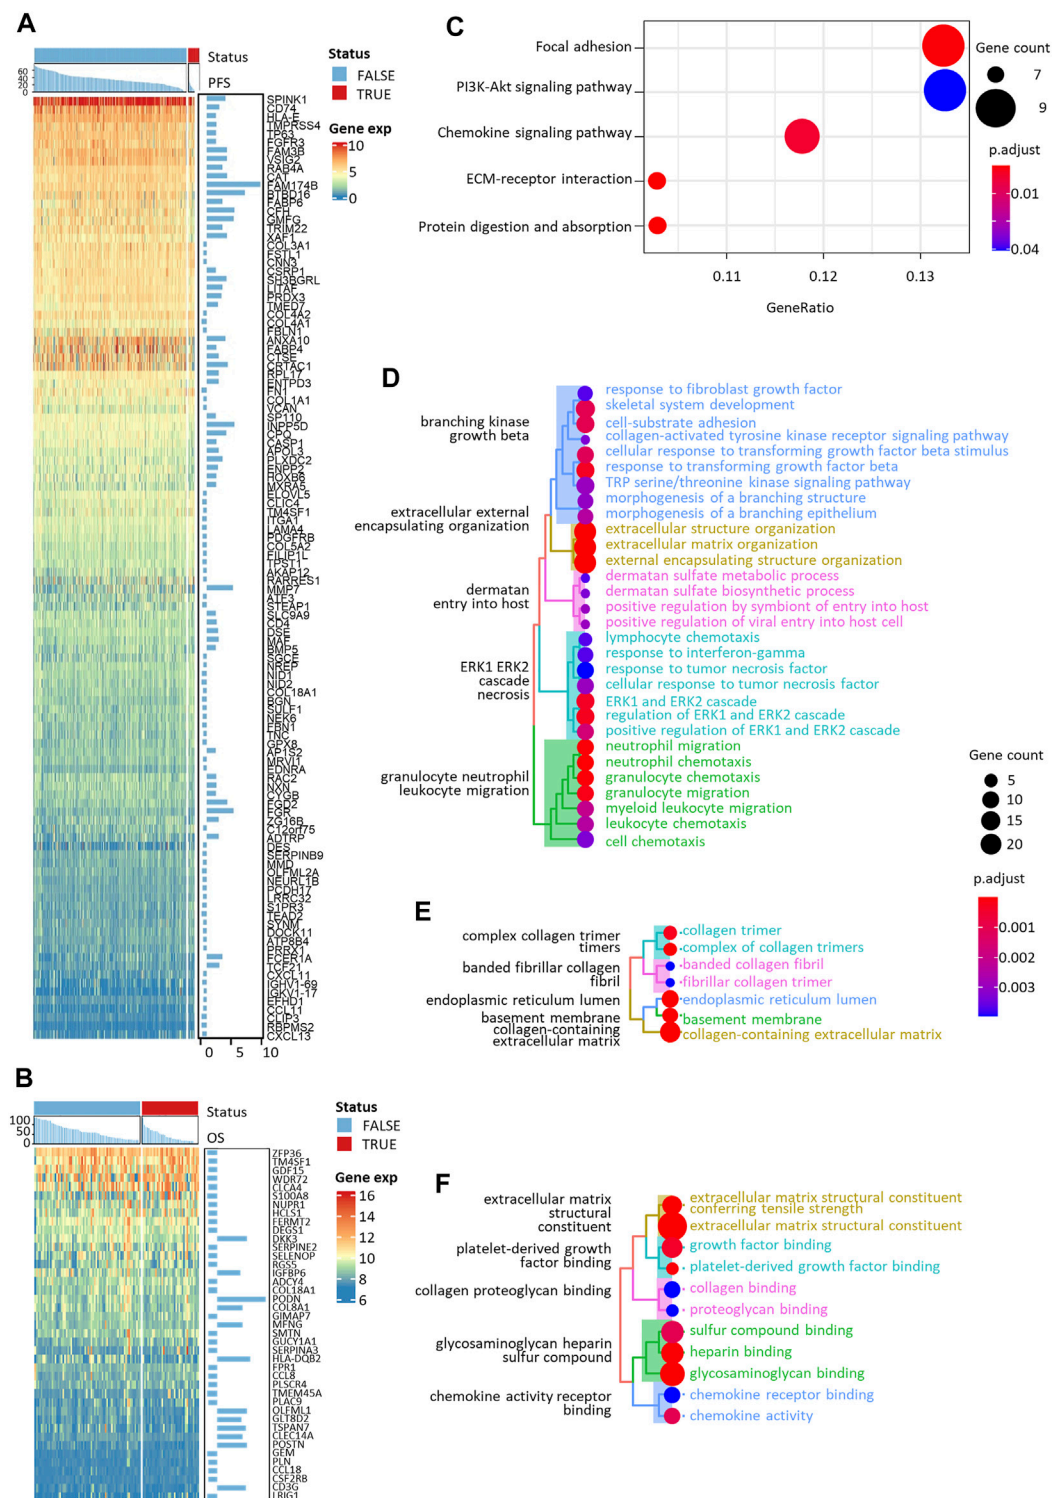 A
Status
60
40
20
0
PFS
Status
FALSE
TRUE
Gene exp
10
5
0
SPINK1
CD74
HLA-E
TMPRSS4
TP63
FGFR3
FAM3B
VSIG2
RAB4A
CAT
FAM174B
BTBD16
FABP6
CFH
GMFG
TRIM22
XAF1
COL3A1
FSTL1
CNN3
CSRP1
SH3BGRL
LITAF
PRDX3
TMED7
COL4A2
COL4A1
FBLN1
ANXA10
FABP4
CTSE
CRTAC1
RPL17
ENTPD3
FN1
COL1A1
VCAN
SP110
INPP5D
CPQ
CASP1
APOL3
PLXDC2
ENPP2
HOXB6
MXRA5
ELOVL5
CLIC4
TM4SF1
ITGA1
LAMA4
PDGFRB
COL5A2
FILIP1L
TPST1
AKAP12
RARRES1
MMP7
ATF3
STEAP1
SLC9A9
CD4
DSE
MAF
BMP5
SGCE
NREP
NID1
NID2
COL18A1
BGN
SULF1
NEK6
FBN1
TNC
GPX8
AP1S2
MRVI1
EDNRA
RAC2
NXN
CYGB
FGD2
FGR
ZG16B
C12orf75
ADTRP
DES
SERPINB9
MMD
OLFML2A
NEURL1B
PCDH17
LRRC32
S1PR3
TEAD2
SYNM
DOCK11
ATP8B4
PRRX1
FCER1A
TCF21
CXCL11
IGHV1-69
IGKV1-17
EFHD1
CCL11
CLIP3
RBPMS2
CXCL13
0 5 10
B
Status
100
50
0
OS
Status
FALSE
TRUE
Gene exp
16
14
12
10
8
6
ZFP36
TM4SF1
GDF15
WDR72
CLCA4
S100A8
NUPR1
HCLS1
FERMT2
DEGS1
DKK3
SERPINE2
SELENOP
RGS5
IGFBP6
ADCY4
COL18A1
PODN
COL8A1
GIMAP7
MFNG
SMTN
GUCY1A1
SERPINA3
HLA-DQB2
FPR1
CCL8
PLSCR4
TMEM45A
PLAC9
OLFML1
GLT8D2
TSPAN7
CLEC14A
POSTN
GEM
PLN
CCL18
CSF2RB
CD3G
LRIG1
C
Focal adhesion
PI3K-Akt signaling pathway
Chemokine signaling pathway
ECM-receptor interaction
Protein digestion and absorption
0.11 0.12 0.13
GeneRatio
Gene count
7
9
p.adjust
0.01
0.04
D
branching kinase
growth beta
extracellular external
encapsulating organization
dermatan
entry into host
ERK1 ERK2
cascade
necrosis
granulocyte neutrophil
leukocyte migration
response to fibroblast growth factor
skeletal system development
cell-substrate adhesion
collagen-activated tyrosine kinase receptor signaling pathway
cellular response to transforming growth factor beta stimulus
response to transforming growth factor beta
TRP serine/threonine kinase signaling pathway
morphogenesis of a branching structure
morphogenesis of a branching epithelium
extracellular structure organization
extracellular matrix organization
external encapsulating structure organization
dermatan sulfate metabolic process
dermatan sulfate biosynthetic process
positive regulation by symbiont of entry into host
positive regulation of viral entry into host cell
lymphocyte chemotaxis
response to interferon-gamma
response to tumor necrosis factor
cellular response to tumor necrosis factor
ERK1 and ERK2 cascade
regulation of ERK1 and ERK2 cascade
positive regulation of ERK1 and ERK2 cascade
neutrophil migration
neutrophil chemotaxis
granulocyte chemotaxis
granulocyte migration
myeloid leukocyte migration
leukocyte chemotaxis
cell chemotaxis
Gene count
5
10
15
20
p.adjust
0.001
0.002
0.003
E
complex collagen trimer
timers
banded fibrillar collagen
fibril
endoplasmic reticulum lumen
basement membrane
collagen-containing
extracellular matrix
collagen trimer
complex of collagen trimers
banded collagen fibril
fibrillar collagen trimer
endoplasmic reticulum lumen
basement membrane
collagen-containing extracellular matrix
F
extracellular matrix
structural
constituent
platelet-derived growth
factor binding
collagen proteoglycan binding
glycosaminoglycan heparin
sulfur compound
chemokine activity receptor
binding
extracellular matrix structural constituent
conferring tensile strength
extracellular matrix structural constituent
growth factor binding
platelet-derived growth factor binding
collagen binding
proteoglycan binding
sulfur compound binding
heparin binding
glycosaminoglycan binding
chemokine receptor binding
chemokine activity